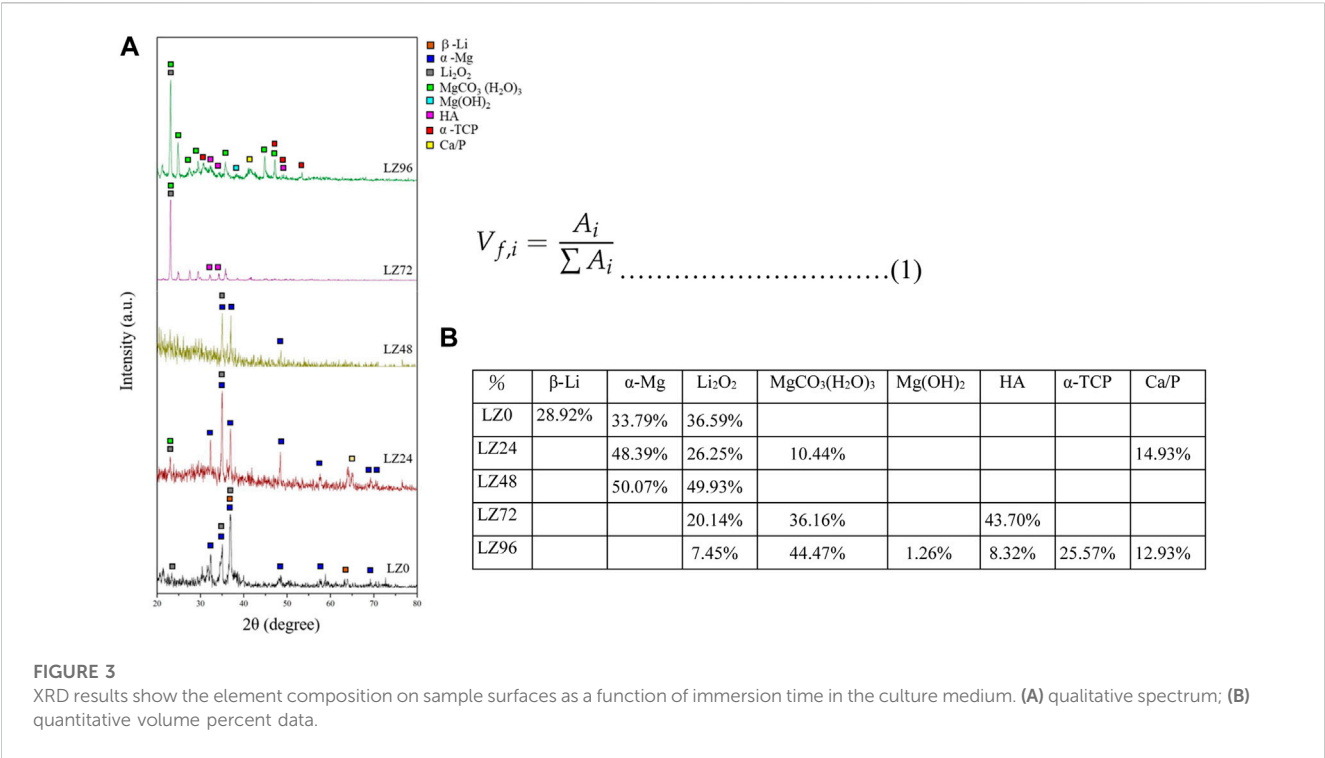 A
β-Li
α-Mg
Li₂O₂
MgCO₃ (H₂O)₃
Mg(OH)₂
HA
α-TCP
Ca/P
LZ96
LZ72
LZ48
LZ24
LZ0
Intensity (a.u.)
20 30 40 50 60 70 80
2θ (degree)
V_{f,i} = A_i / ∑ A_i ..............................(1)
B
% β-Li α-Mg Li₂O₂ MgCO₃(H₂O)₃ Mg(OH)₂ HA α-TCP Ca/P
LZ0 28.92% 33.79% 36.59%
LZ24 48.39% 26.25% 10.44% 14.93%
LZ48 50.07% 49.93%
LZ72 20.14% 36.16% 43.70%
LZ96 7.45% 44.47% 1.26% 8.32% 25.57% 12.93%
FIGURE 3
XRD results show the element composition on sample surfaces as a function of immersion time in the culture medium. (A) qualitative spectrum; (B)
quantitative volume percent data.